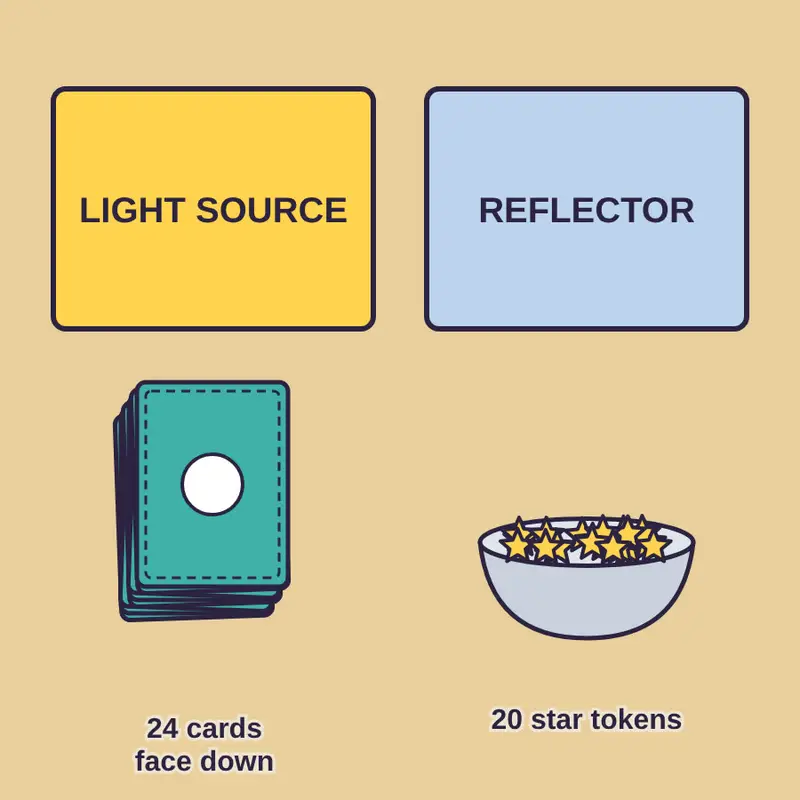 LIGHT SOURCE
REFLECTOR
24 cards
face down
20 star tokens